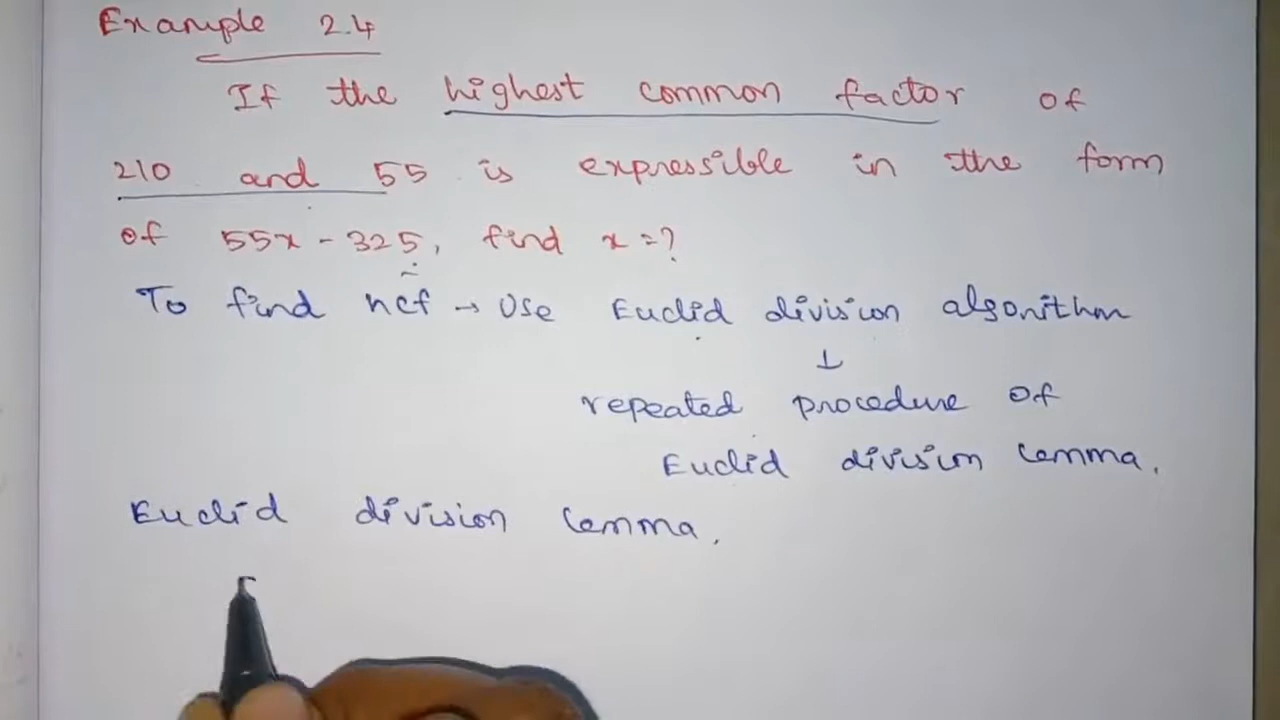 Example 2.4
If the highest common factor of
210 and 55 is expressible in the form
of 55x - 325, find x = ?
To find hcf → Use Euclid division algorithm
↓
repeated procedure of
Euclid division lemma.
Euclid division lemma.